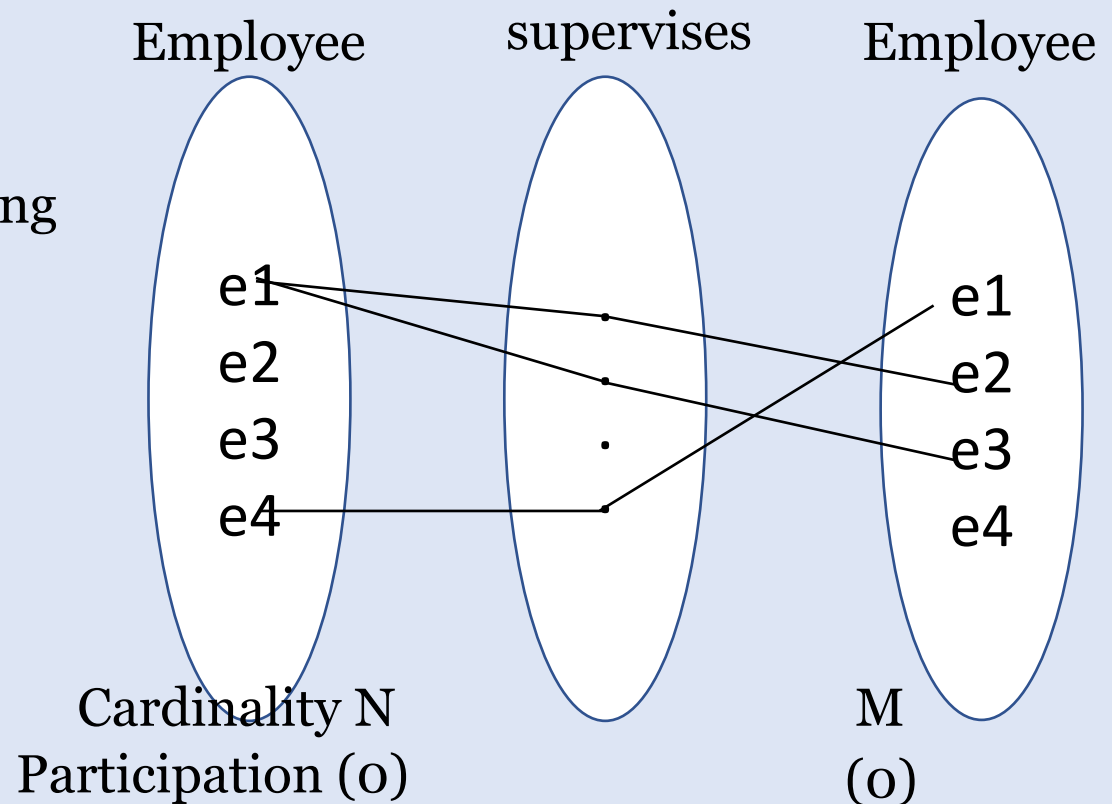 Employee
supervises
Employee
ng
e1
e2
e3
e4
e1
e2
e3
e4
Cardinality N
M
Participation (0)
(0)